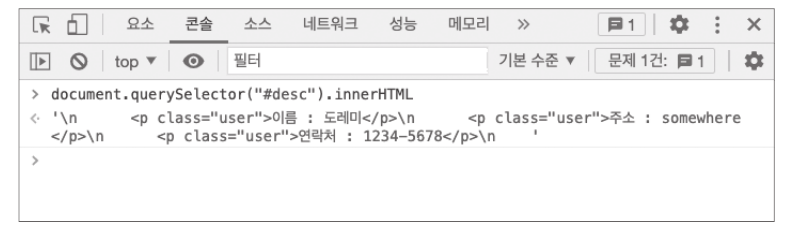 요소 콘솔 소스 네트워크 성능 메모리 » 1
top ▼ 필터 기본 수준 ▼ 문제 1건: 1
> document.querySelector("#desc").innerHTML
'\n      <p class="user">이름 : 도레미</p>\n      <p class="user">주소 : somewhere
</p>\n      <p class="user">연락처 : 1234-5678</p>\n    '
>